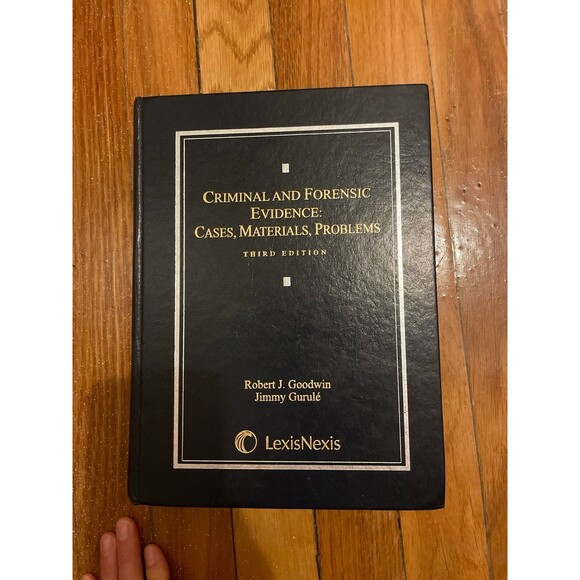 CRIMINAL AND FORENSIC
EVIDENCE:
CASES, MATERIALS, PROBLEMS
THIRD EDITION
Robert J. Goodwin
Jimmy Gurulé
LexisNexis